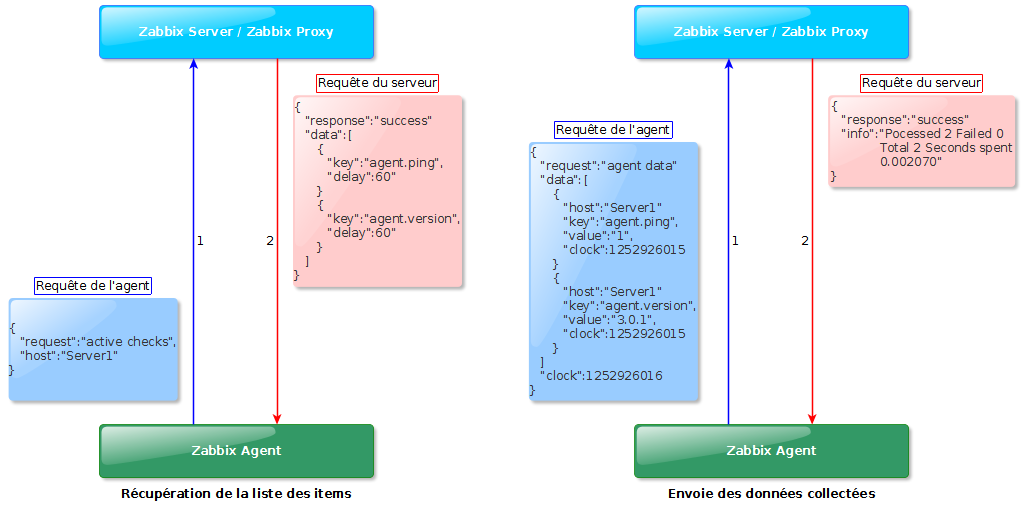 Zabbix Server / Zabbix Proxy
Requête du serveur
{
"response":"success"
"data":[
{
"key":"agent.ping",
"delay":60"
}
{
"key":"agent.version",
"delay":60"
}
]
}
1
2
Requête de l'agent
{
"request":"active checks",
"host":"Server1"
}
Zabbix Agent
Récupération de la liste des items
Zabbix Server / Zabbix Proxy
Requête du serveur
{
"response":"success"
"info":"Pocessed 2 Failed 0
Total 2 Seconds spent
0.002070"
}
Requête de l'agent
{
"request":"agent data"
"data":[
{
"host":"Server1"
"key":"agent.ping",
"value":"1",
"clock":1252926015
}
{
"host":"Server1"
"key":"agent.version",
"value":"3.0.1",
"clock":1252926015
}
]
"clock":1252926016
}
1
2
Zabbix Agent
Envoie des données collectées